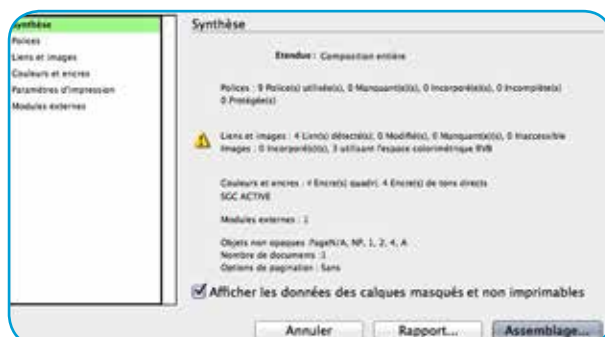 Synthèse
Polices
Liens et images
Couleurs et encres
Paramètres d'impression
Modules externes
Synthèse
Etendue : Composition entière
Polices : 9 Police(s) utilisée(s), 0 Manquant(e)(s), 0 Incorporé(e)(s), 0 Incomplète(s)
0 Protégée(s)
Liens et images : 4 Lien(s) détecté(s); 0 Modifié(s), 0 Manquant(e)(s), 0 Inaccessible
Images : 0 Incorporé(e)(s), 3 utilisant l'espace colorimétrique RVB
Couleurs et encres : 4 Encre(s) quadri; 4 Encre(s) de tons directs
SGC ACTIVE
Modules externes : 1
Objets non opaques :PageN/A, NP, 1, 2, 4, A
Nombre de documents :1
Options de pagination : Sans
Afficher les données des calques masqués et non imprimables
Annuler
Rapport...
Assemblage...